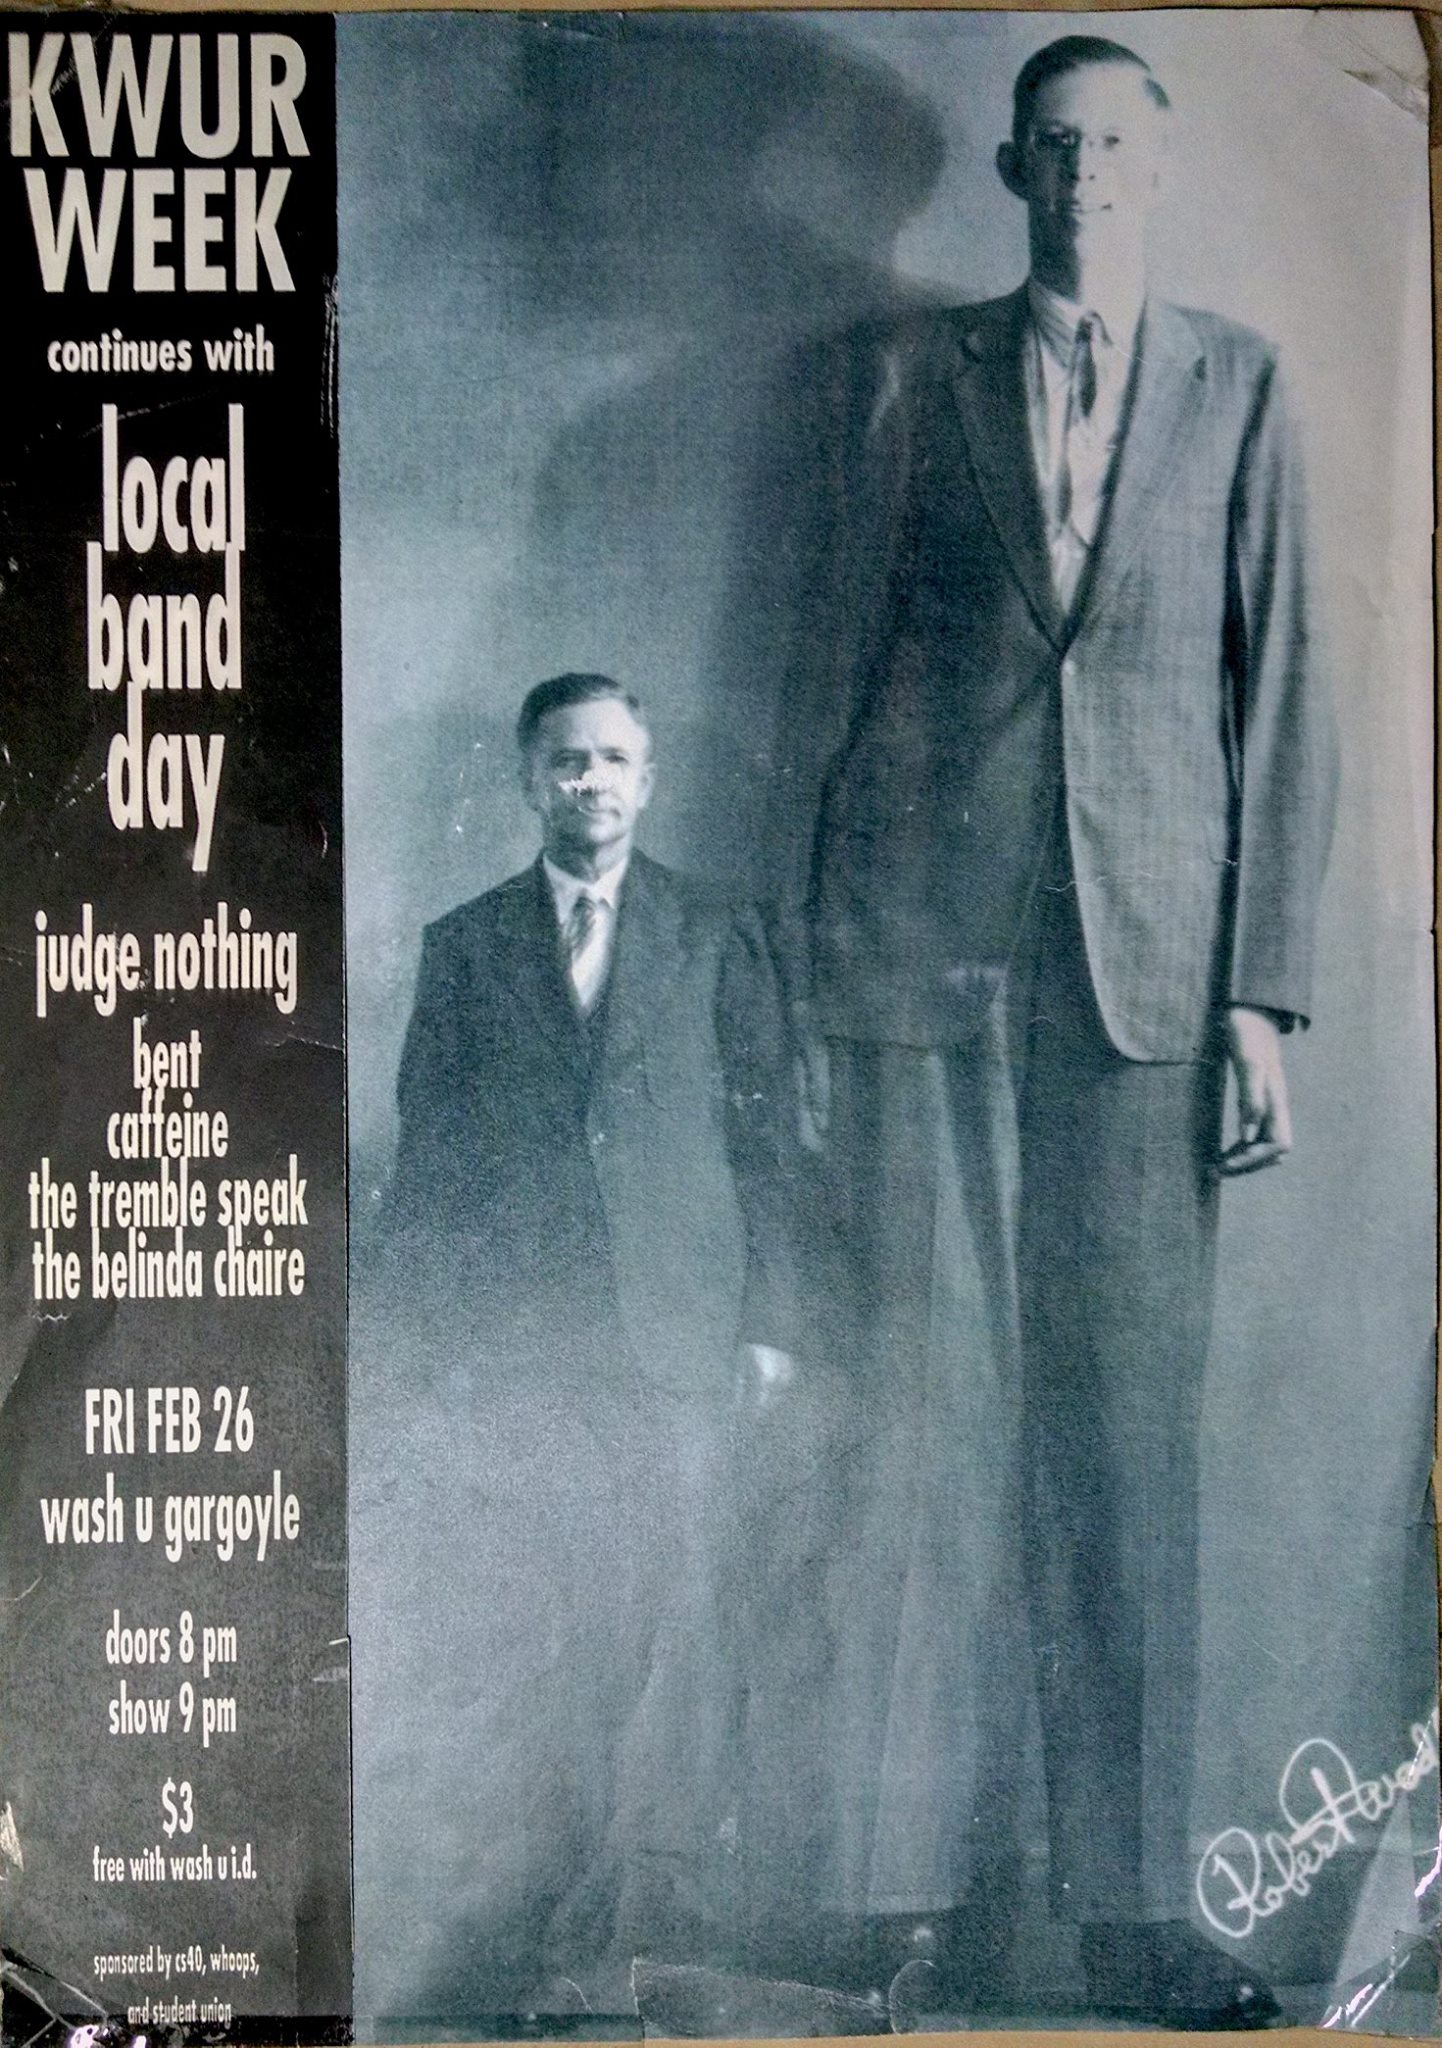 KWUR
WEEK
continues with
local
band
day
judge nothing
bent
caffeine
the tremble speak
the belinda chaire
FRI FEB 26
wash u gargoyle
doors 8 pm
show 9 pm
$3
free with wash u i.d.
sponsored by cs40, whoops,
and student union
Robert